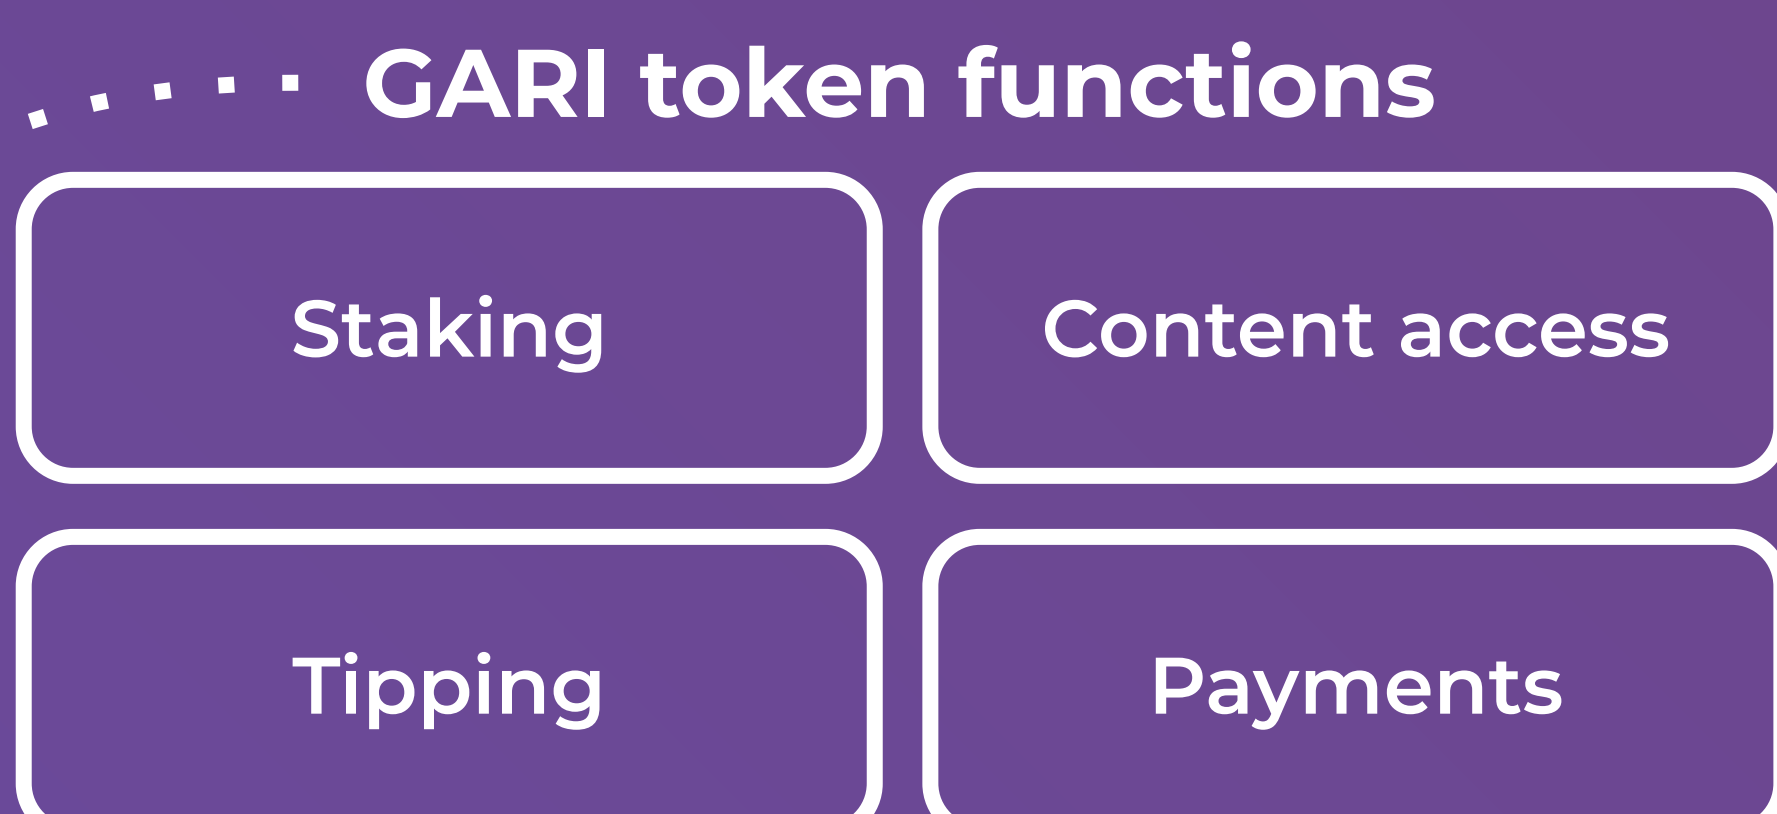 GARI token functions
Staking
Content access
Tipping
Payments